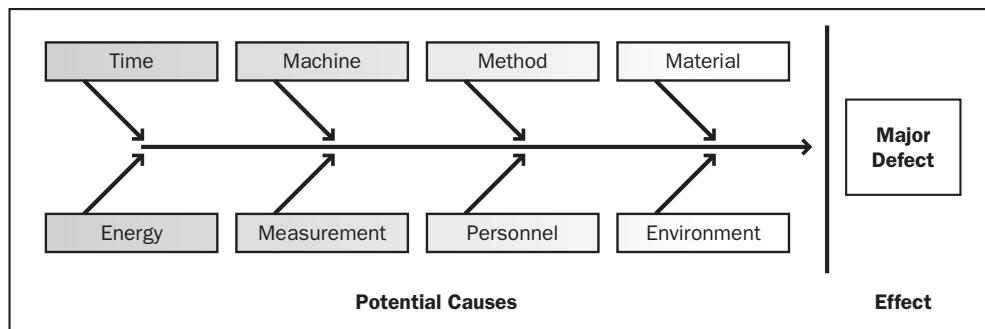 Time
Machine
Method
Material
Major
Defect
Energy
Measurement
Personnel
Environment
Potential Causes
Effect